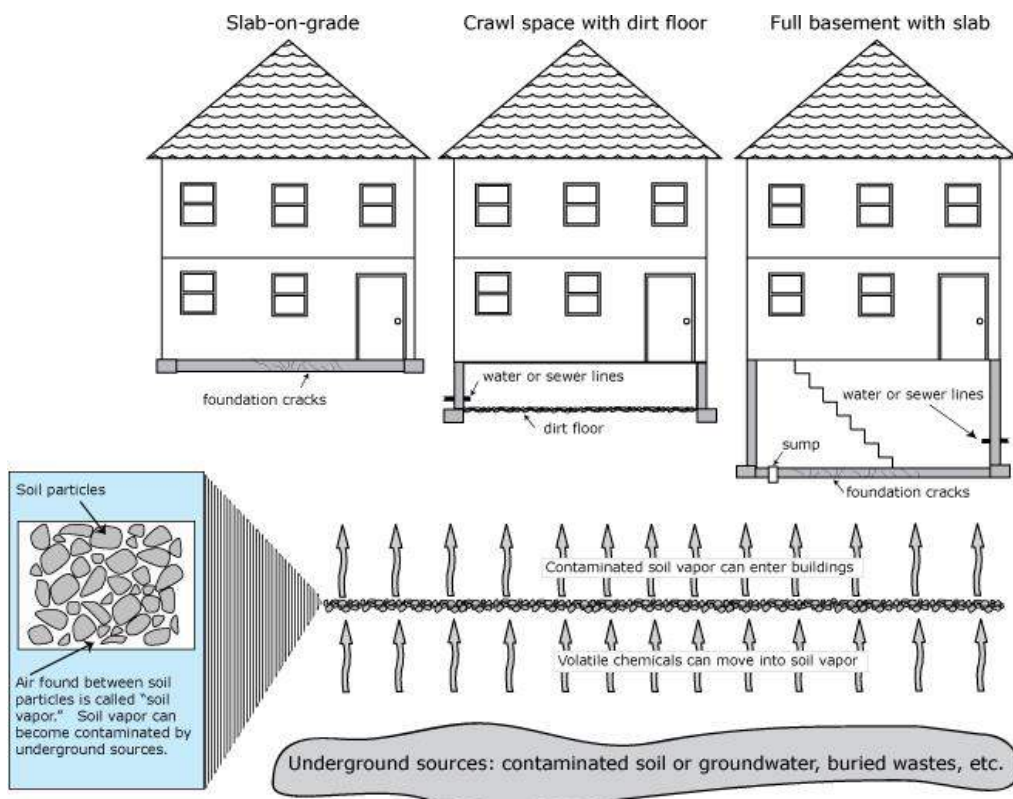 Slab-on-grade
Crawl space with dirt floor
Full basement with slab
foundation cracks
water or sewer lines
dirt floor
water or sewer lines
sump
foundation cracks
Soil particles
Air found between soil
particles is called “soil
vapor.” Soil vapor can
become contaminated by
underground sources.
Contaminated soil vapor can enter buildings
Volatile chemicals can move into soil vapor
Underground sources: contaminated soil or groundwater, buried wastes, etc.